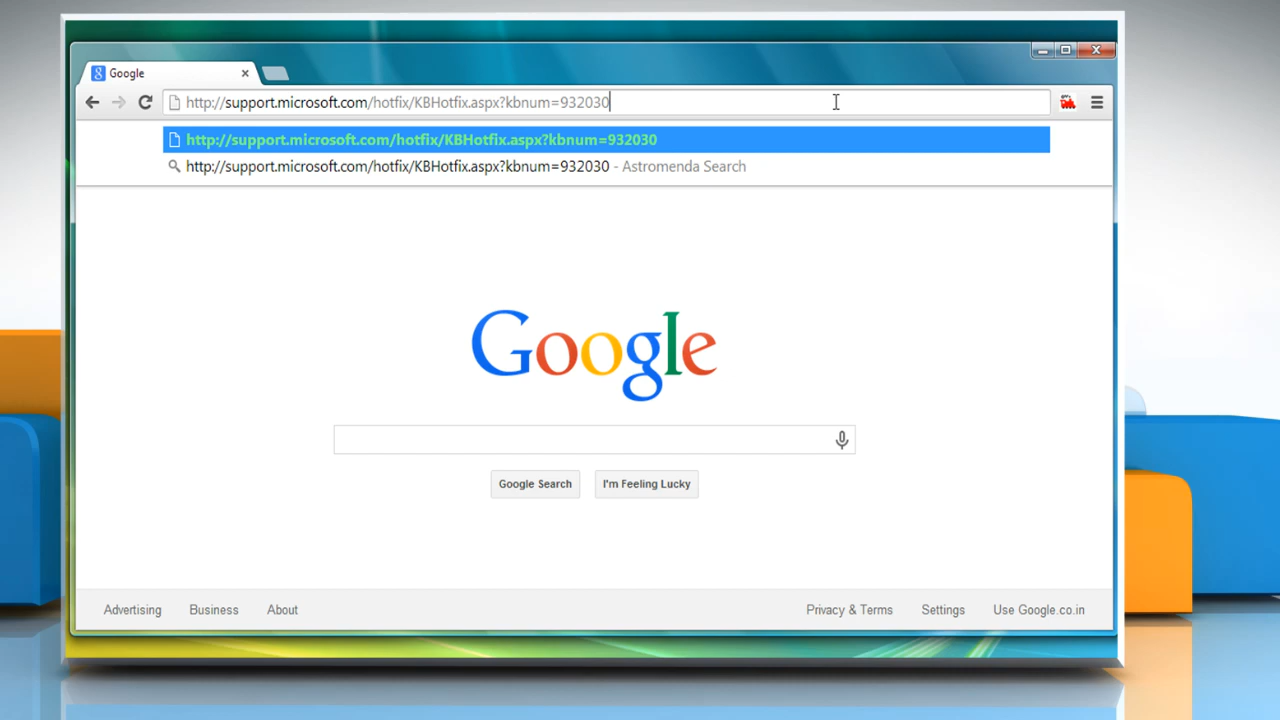 Google
http://support.microsoft.com/hotfix/KBHotfix.aspx?kbnum=932030
http://support.microsoft.com/hotfix/KBHotfix.aspx?kbnum=932030
http://support.microsoft.com/hotfix/KBHotfix.aspx?kbnum=932030 - Astromenda Search
Google
Google Search I'm Feeling Lucky
Advertising Business About Privacy & Terms Settings Use Google.co.in